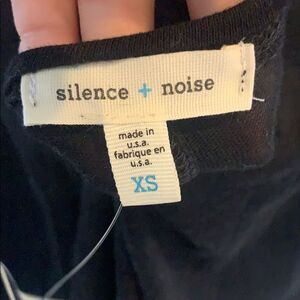 silence + noise
made in
u.s.a.
fabrique en
u.s.a.
XS